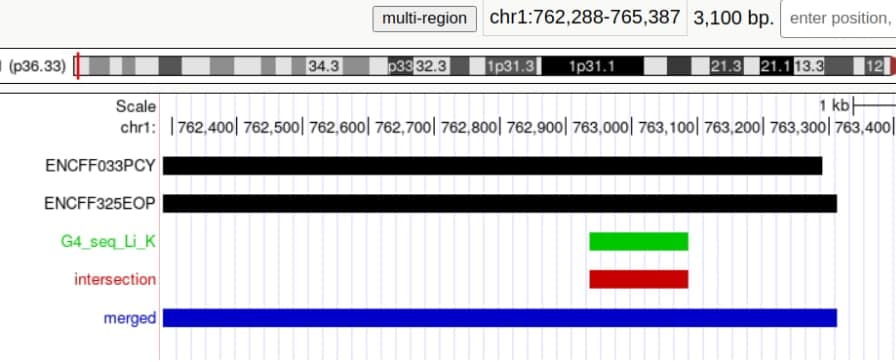 multi-region chr1:762,288-765,387 3,100 bp. enter position,
(p36.33) 34.3 p33 32.3 1p31.3 1p31.1 21.3 21.1 13.3 12
Scale 1 kb
chr1: 762,400 762,500 762,600 762,700 762,800 762,900 763,000 763,100 763,200 763,300 763,400
ENCFF033PCY
ENCFF325EOP
G4_seq_Li_K
intersection
merged